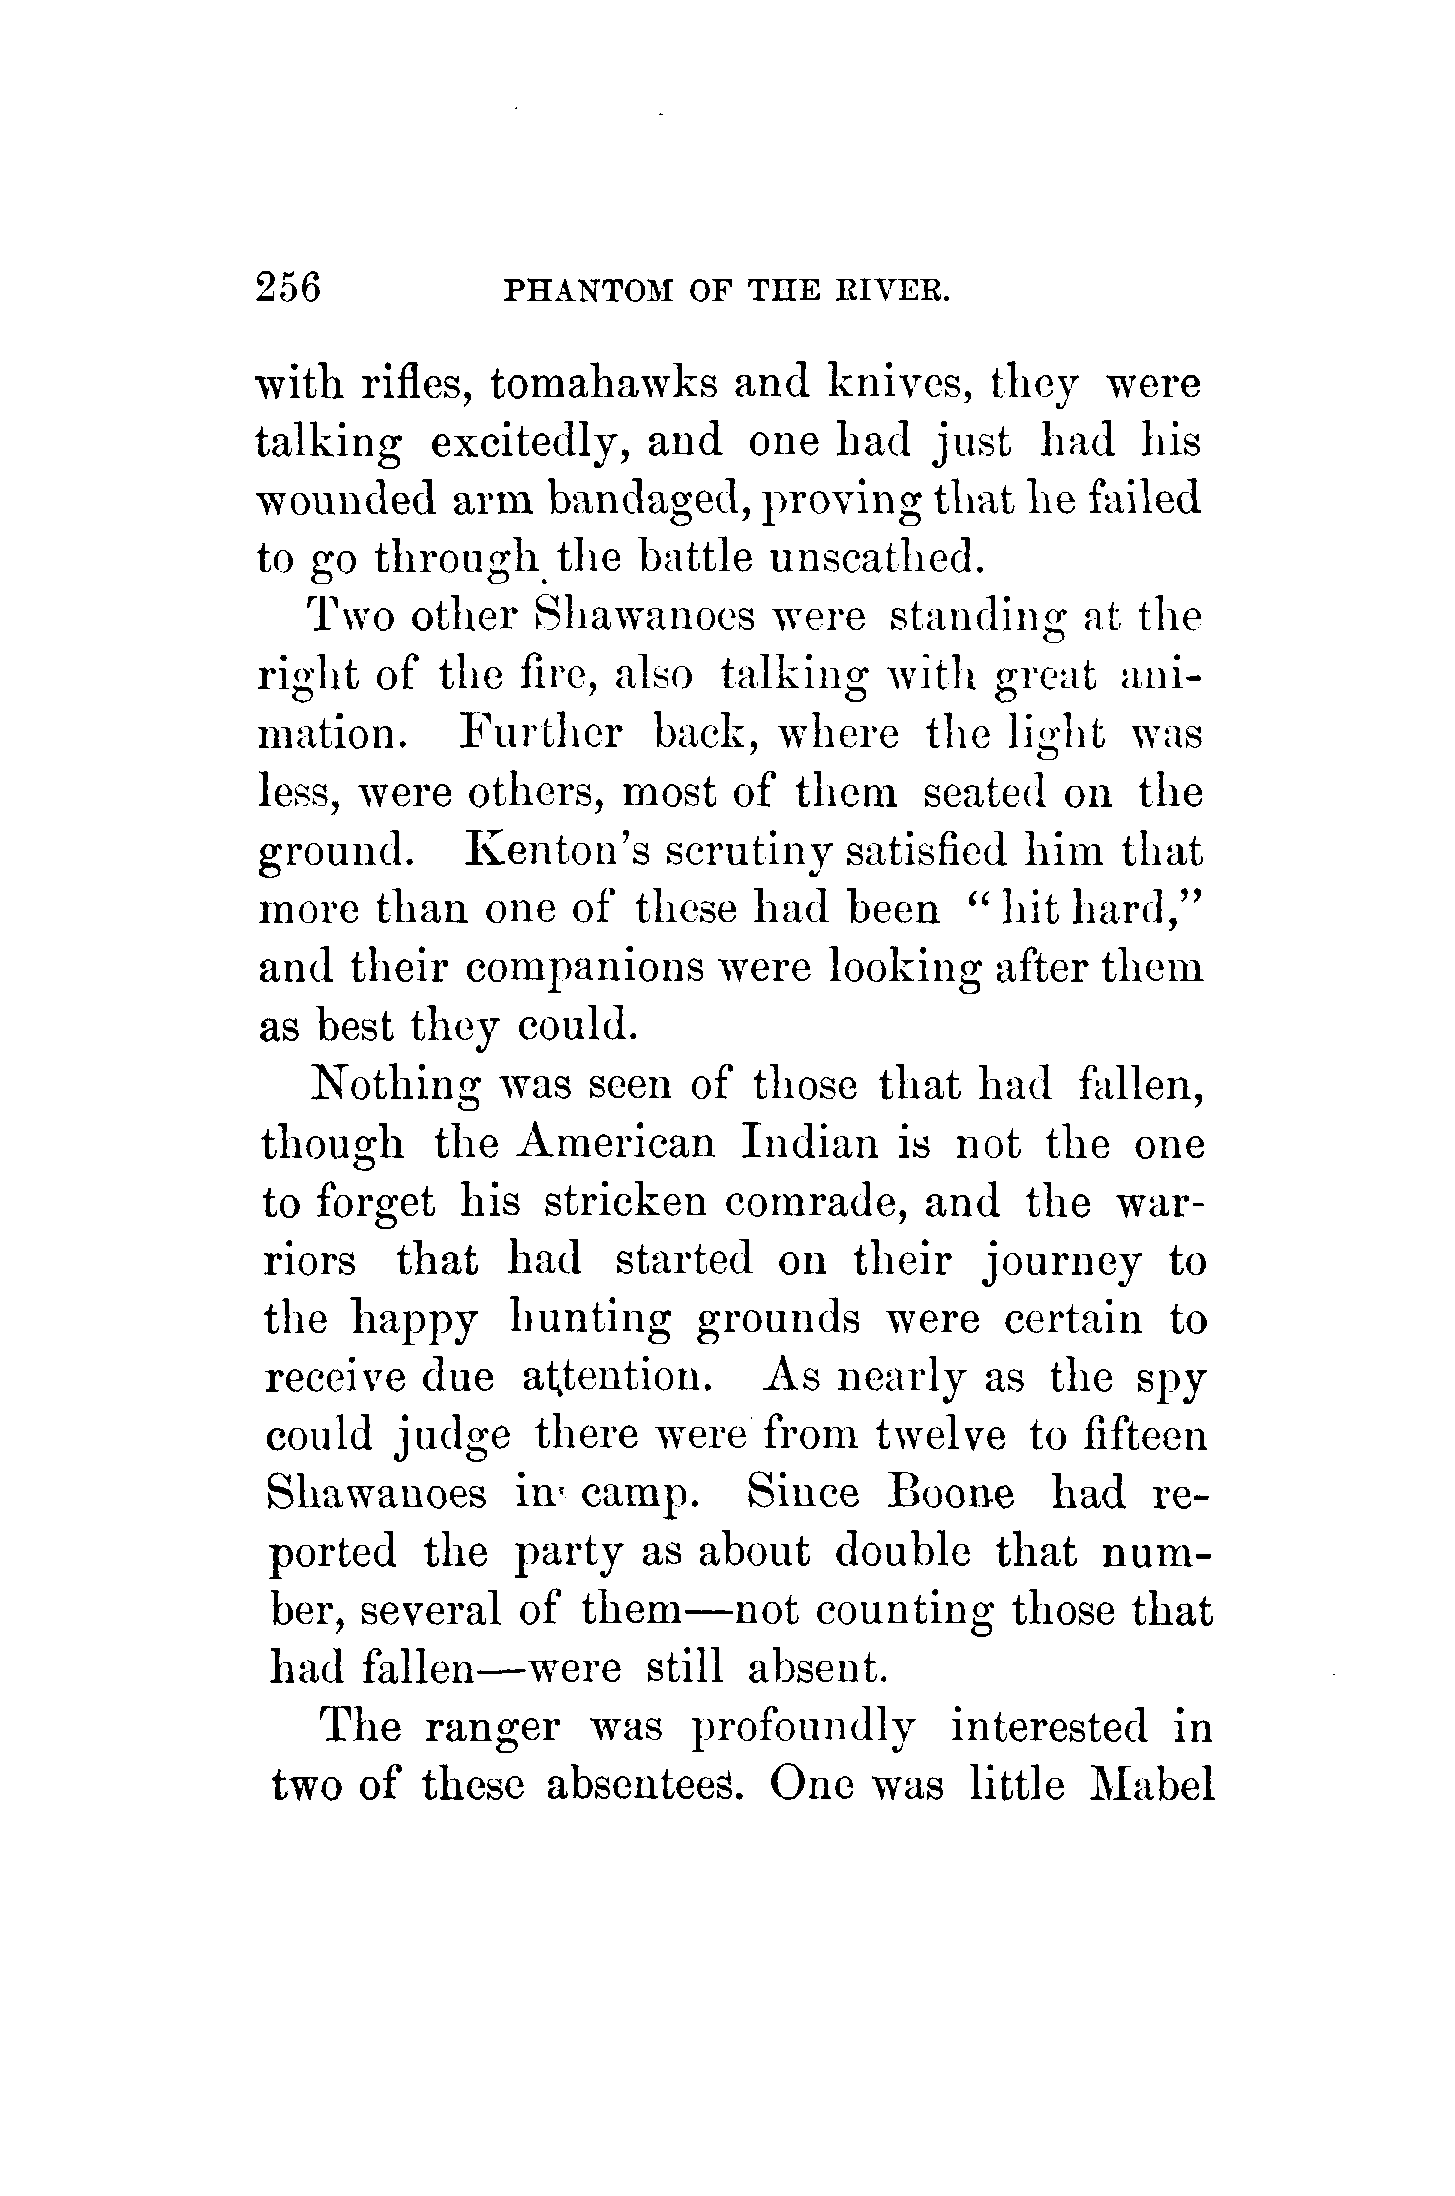 256 PHANTOM OF THE RIVER.
with rifles, tomahawks and knives, they were
talking excitedly, and one had just had his
wounded arm bandaged, proving that he failed
to go through the battle unscathed.
Two other Shawanoes were standing at the
right of the fire, also talking with great ani-
mation. Further back, where the light was
less, were others, most of them seated on the
ground. Kenton's scrutiny satisfied him that
more than one of these had been “ hit hard,”
and their companions were looking after them
as best they could.
Nothing was seen of those that had fallen,
though the American Indian is not the one
to forget his stricken comrade, and the war-
riors that had started on their journey to
the happy hunting grounds were certain to
receive due attention. As nearly as the spy
could judge there were from twelve to fifteen
Shawanoes in camp. Since Boone had re-
ported the party as about double that num-
ber, several of them—not counting those that
had fallen—were still absent.
The ranger was profoundly interested in
two of these absentees. One was little Mabel